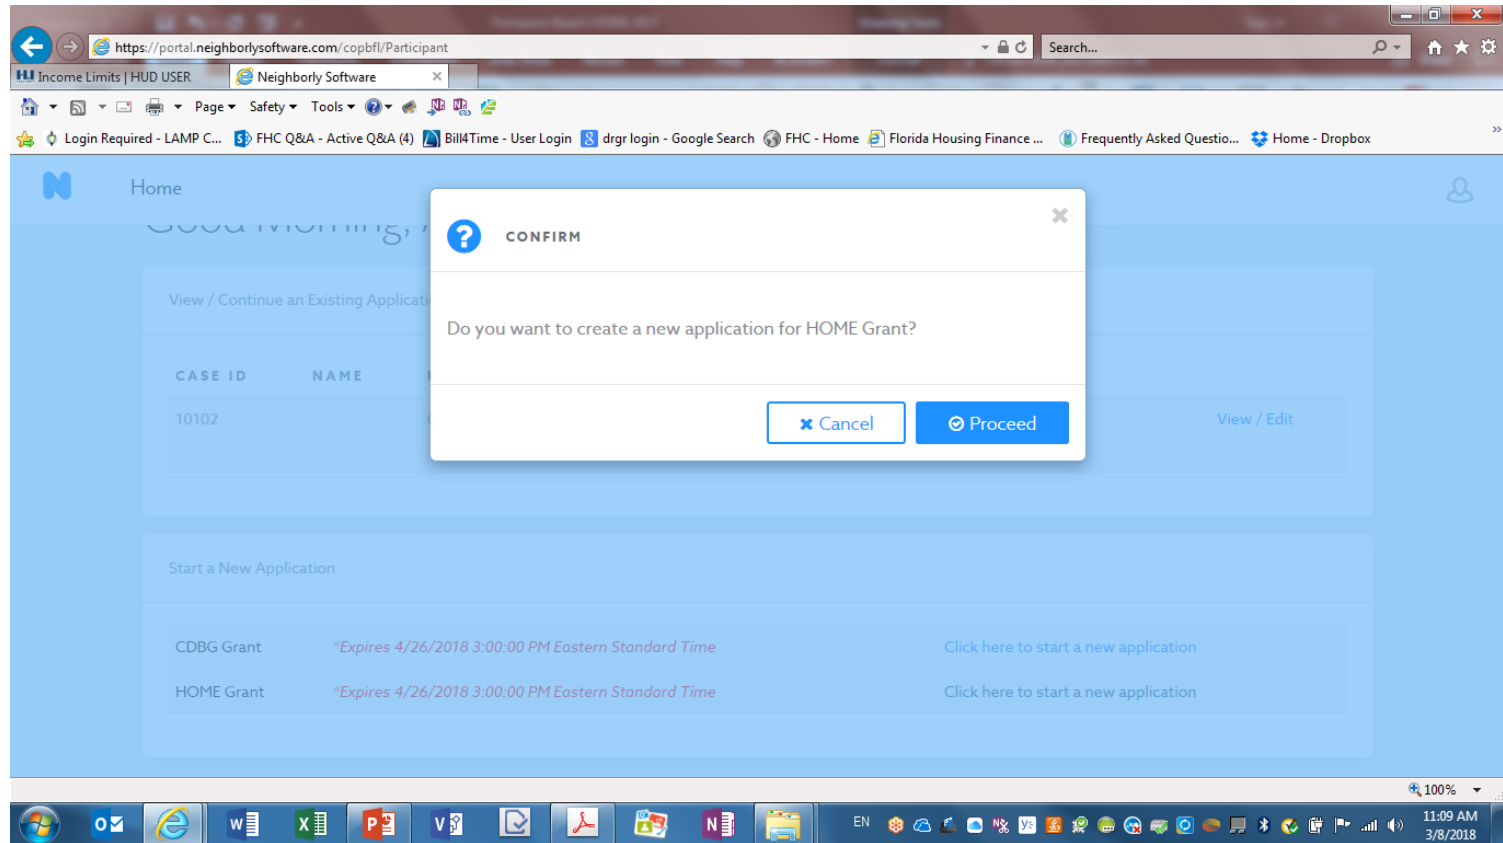 https://portal.neighborlysoftware.com/copbfl/Participant
Search...
Income Limits | HUD USER
Neighborly Software
Page
Safety
Tools
Login Required - LAMP C...
FHC Q&A - Active Q&A (4)
Bill4Time - User Login
drgr login - Google Search
FHC - Home
Florida Housing Finance ...
Frequently Asked Questio...
Home - Dropbox
Home
Good Morning,
CONFIRM
View / Continue an Existing Applicati
Do you want to create a new application for HOME Grant?
CASE ID
NAME
10102
Cancel
Proceed
View / Edit
Start a New Application
CDBG Grant
*Expires 4/26/2018 3:00:00 PM Eastern Standard Time
Click here to start a new application
HOME Grant
*Expires 4/26/2018 3:00:00 PM Eastern Standard Time
Click here to start a new application
100%
EN
11:09 AM
3/8/2018